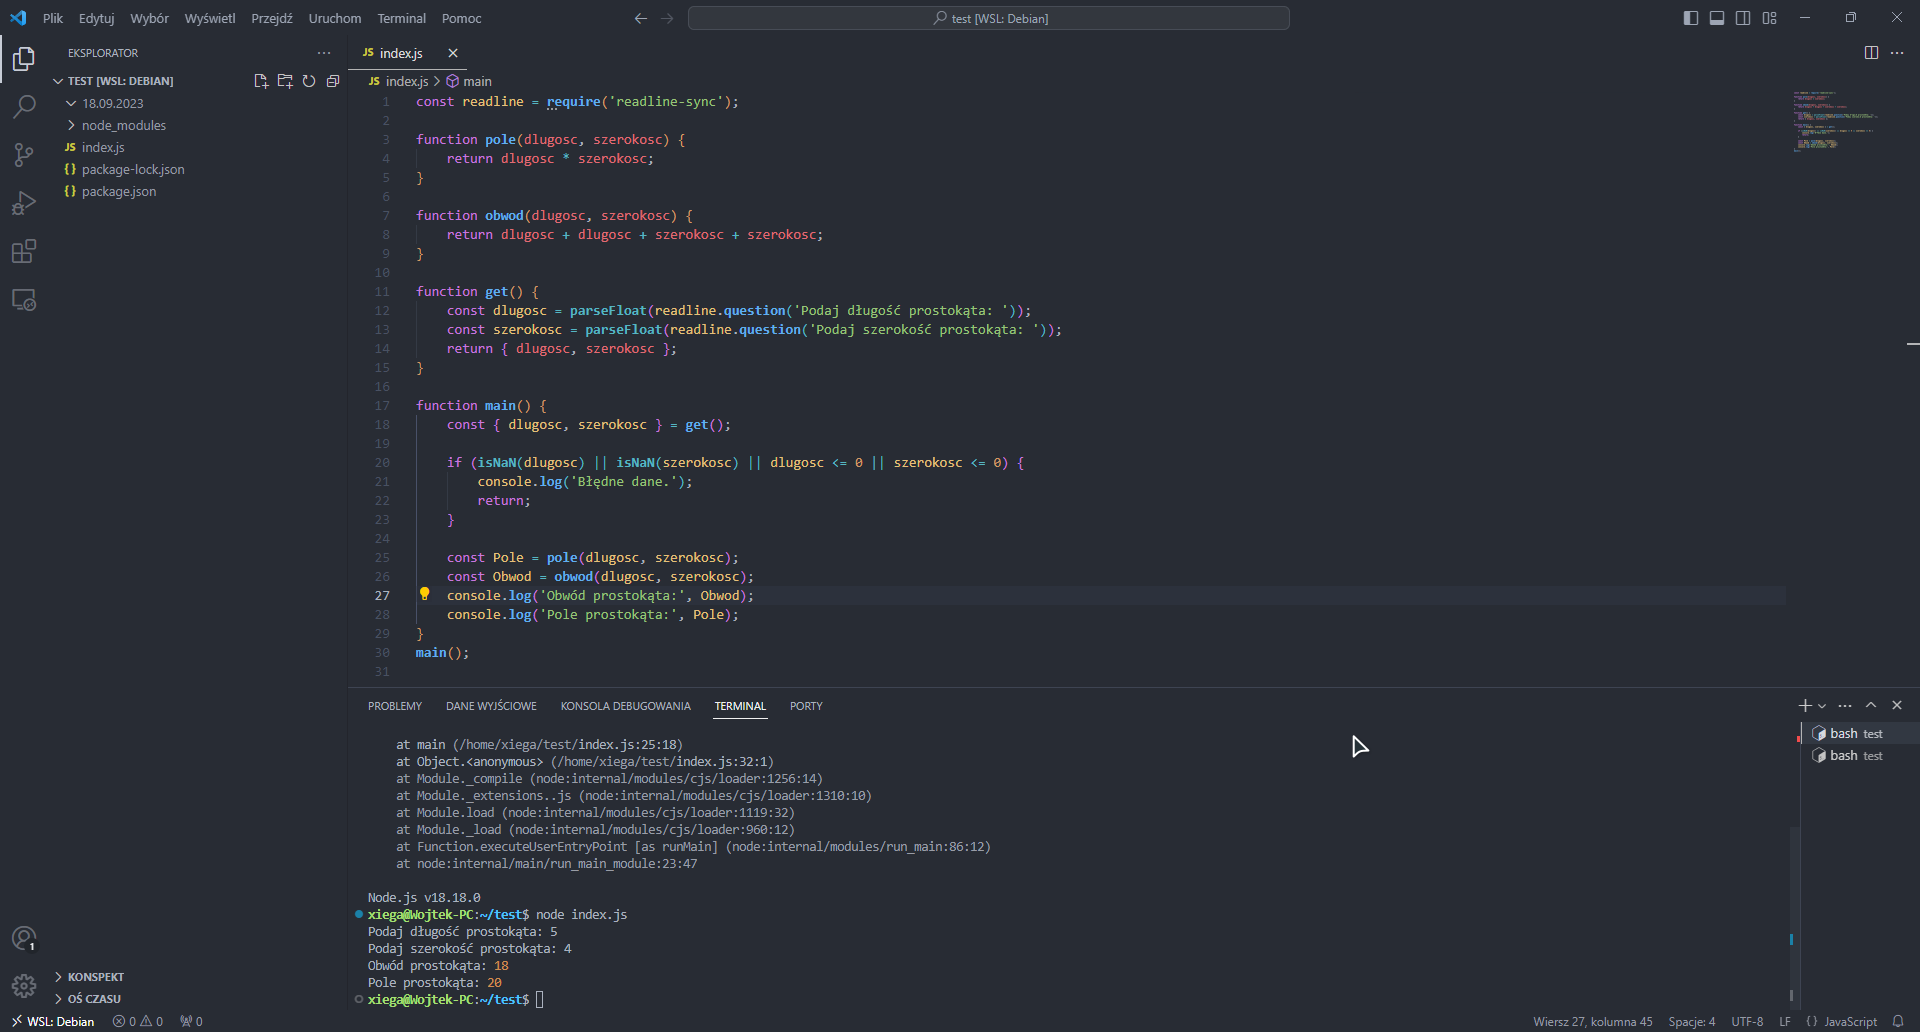 Plik Edytuj Wybór Wyświetl Przejdź Uruchom Terminal Pomoc
test [WSL: Debian]
EKSPLORATOR
TEST [WSL: DEBIAN]
18.09.2023
node_modules
JS index.js
{} package-lock.json
{} package.json
KONSPEKT
OŚ CZASU
1
JS index.js
JS index.js > main
1 const readline = require('readline-sync');
2
3 function pole(dlugosc, szerokosc) {
4 return dlugosc * szerokosc;
5 }
6
7 function obwod(dlugosc, szerokosc) {
8 return dlugosc + dlugosc + szerokosc + szerokosc;
9 }
10
11 function get() {
12 const dlugosc = parseFloat(readline.question('Podaj długość prostokąta: '));
13 const szerokosc = parseFloat(readline.question('Podaj szerokość prostokąta: '));
14 return { dlugosc, szerokosc };
15 }
16
17 function main() {
18 const { dlugosc, szerokosc } = get();
19
20 if (isNaN(dlugosc) || isNaN(szerokosc) || dlugosc <= 0 || szerokosc <= 0) {
21 console.log('Błędne dane.');
22 return;
23 }
24
25 const Pole = pole(dlugosc, szerokosc);
26 const Obwod = obwod(dlugosc, szerokosc);
27 console.log('Obwód prostokąta:', Obwod);
28 console.log('Pole prostokąta:', Pole);
29 }
30 main();
31
PROBLEMY DANE WYJŚCIOWE KONSOLA DEBUGOWANIA TERMINAL PORTY
at main (/home/xiega/test/index.js:25:18)
at Object.<anonymous> (/home/xiega/test/index.js:32:1)
at Module._compile (node:internal/modules/cjs/loader:1256:14)
at Module._extensions..js (node:internal/modules/cjs/loader:1310:10)
at Module.load (node:internal/modules/cjs/loader:1119:32)
at Module._load (node:internal/modules/cjs/loader:960:12)
at Function.executeUserEntryPoint [as runMain] (node:internal/modules/run_main:86:12)
at node:internal/main/run_main_module:23:47
Node.js v18.18.0
xiega@Wojtek-PC:~/test$ node index.js
Podaj długość prostokąta: 5
Podaj szerokość prostokąta: 4
Obwód prostokąta: 18
Pole prostokąta: 20
xiega@Wojtek-PC:~/test$
bash test
bash test
WSL: Debian 0 0 0
Wiersz 27, kolumna 45 Spacje: 4 UTF-8 LF {} JavaScript